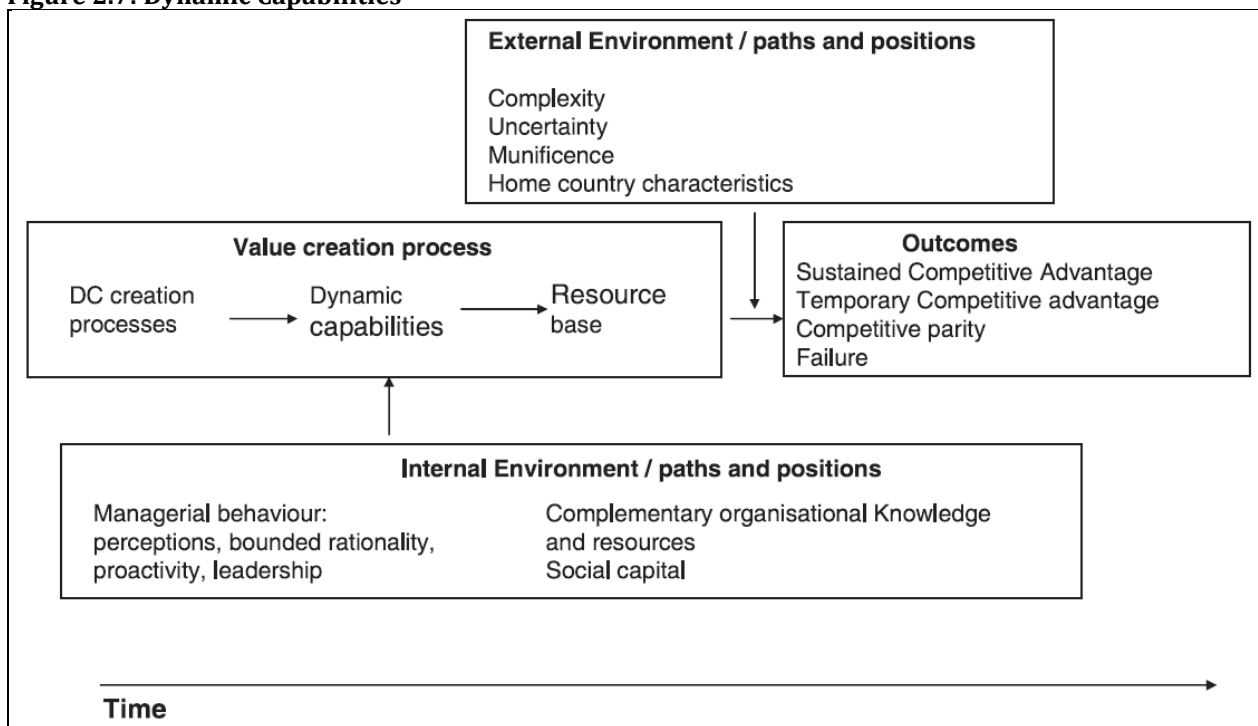 Figure 2.7: Dynamic Capabilities
External Environment / paths and positions
Complexity
Uncertainty
Munificence
Home country characteristics
Value creation process
DC creation
processes
Dynamic
capabilities
Resource
base
Outcomes
Sustained Competitive Advantage
Temporary Competitive advantage
Competitive parity
Failure
Internal Environment / paths and positions
Managerial behaviour:
perceptions, bounded rationality,
proactivity, leadership
Complementary organisational Knowledge
and resources
Social capital
Time